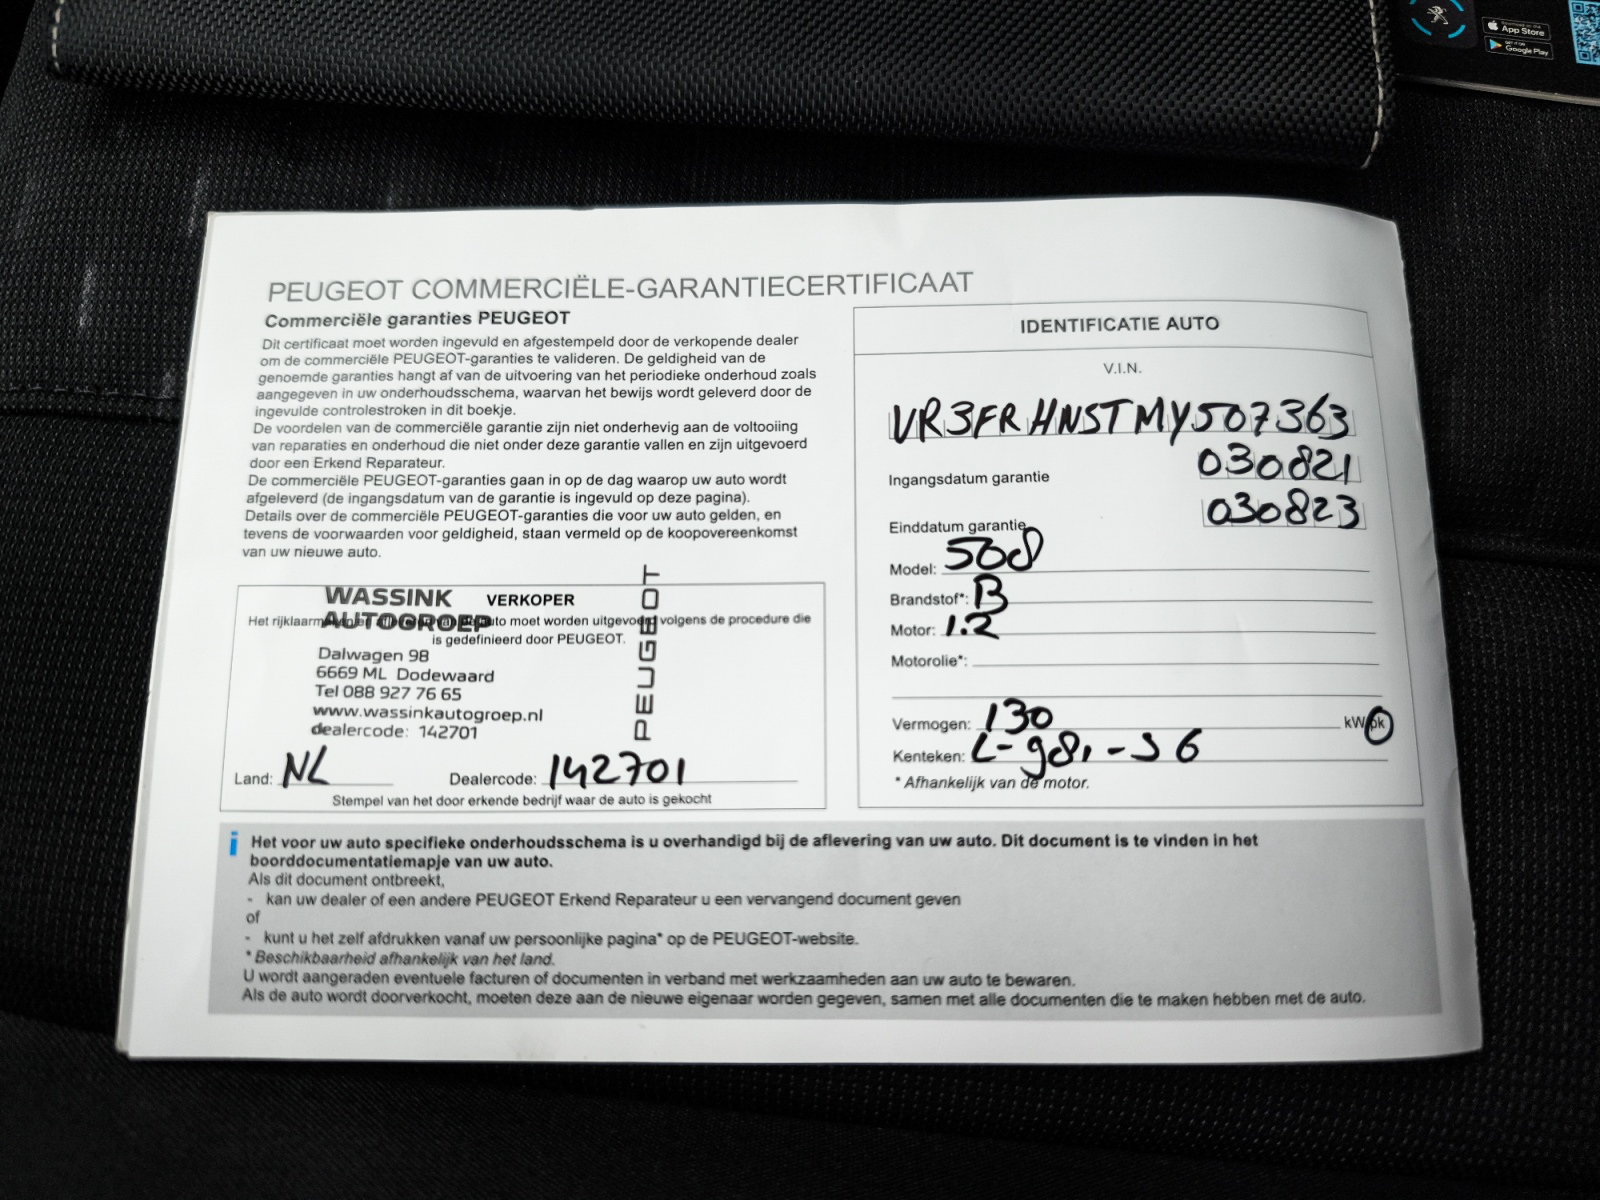 Download on the
App Store
GET IT ON
Google Play
PEUGEOT COMMERCIËLE-GARANTIECERTIFICAAT
Commerciële garanties PEUGEOT
Dit certificaat moet worden ingevuld en afgestempeld door de verkopende dealer
om de commerciële PEUGEOT-garanties te valideren. De geldigheid van de
genoemde garanties hangt af van de uitvoering van het periodieke onderhoud zoals
aangegeven in uw onderhoudsschema, waarvan het bewijs wordt geleverd door de
ingevulde controlestroken in dit boekje.
De voordelen van de commerciële garantie zijn niet onderhevig aan de voltooiing
van reparaties en onderhoud die niet onder deze garantie vallen en zijn uitgevoerd
door een Erkend Reparateur.
De commerciële PEUGEOT-garanties gaan in op de dag waarop uw auto wordt
afgeleverd (de ingangsdatum van de garantie is ingevuld op deze pagina).
Details over de commerciële PEUGEOT-garanties die voor uw auto gelden, en
tevens de voorwaarden voor geldigheid, staan vermeld op de koopovereenkomst
van uw nieuwe auto.
VERKOPER
Het rijklaarmaken en afleveren van de auto moet worden uitgevoerd volgens de procedure die
is gedefinieerd door PEUGEOT.
WASSINK
AUTOGROEP
Dalwagen 98
6669 ML Dodewaard
Tel 088 927 76 65
www.wassinkautogroep.nl
dealercode: 142701
PEUGEOT
Land: NL Dealercode: 142701
Stempel van het door erkende bedrijf waar de auto is gekocht
IDENTIFICATIE AUTO
V.I.N.
VR3FRHNSTMY507363
Ingangsdatum garantie 030821
Einddatum garantie 030823
Model: 508
Brandstof*: B
Motor: 1.2
Motorolie*:
Vermogen: 130 kW/pk
Kenteken: L-981-SG
* Afhankelijk van de motor.
i Het voor uw auto specifieke onderhoudsschema is u overhandigd bij de aflevering van uw auto. Dit document is te vinden in het
boorddocumentatiemapje van uw auto.
Als dit document ontbreekt,
- kan uw dealer of een andere PEUGEOT Erkend Reparateur u een vervangend document geven
of
- kunt u het zelf afdrukken vanaf uw persoonlijke pagina* op de PEUGEOT-website.
* Beschikbaarheid afhankelijk van het land.
U wordt aangeraden eventuele facturen of documenten in verband met werkzaamheden aan uw auto te bewaren.
Als de auto wordt doorverkocht, moeten deze aan de nieuwe eigenaar worden gegeven, samen met alle documenten die te maken hebben met de auto.